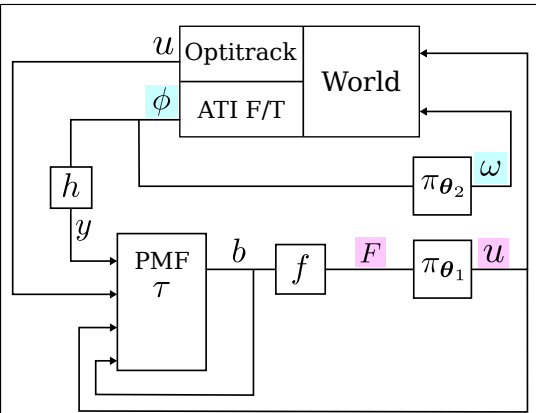 u
Optitrack
World
ϕ
ATI F/T
h
π_θ₂
ω
y
PMF
τ
b
f
F
π_θ₁
u